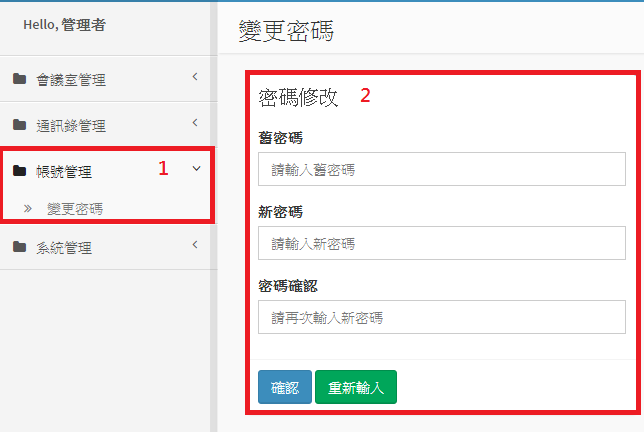 Hello, 管理者
會議室管理
通訊錄管理
帳號管理 1
變更密碼
系統管理
變更密碼
密碼修改 2
舊密碼
請輸入舊密碼
新密碼
請輸入新密碼
密碼確認
請再次輸入新密碼
確認 重新輸入